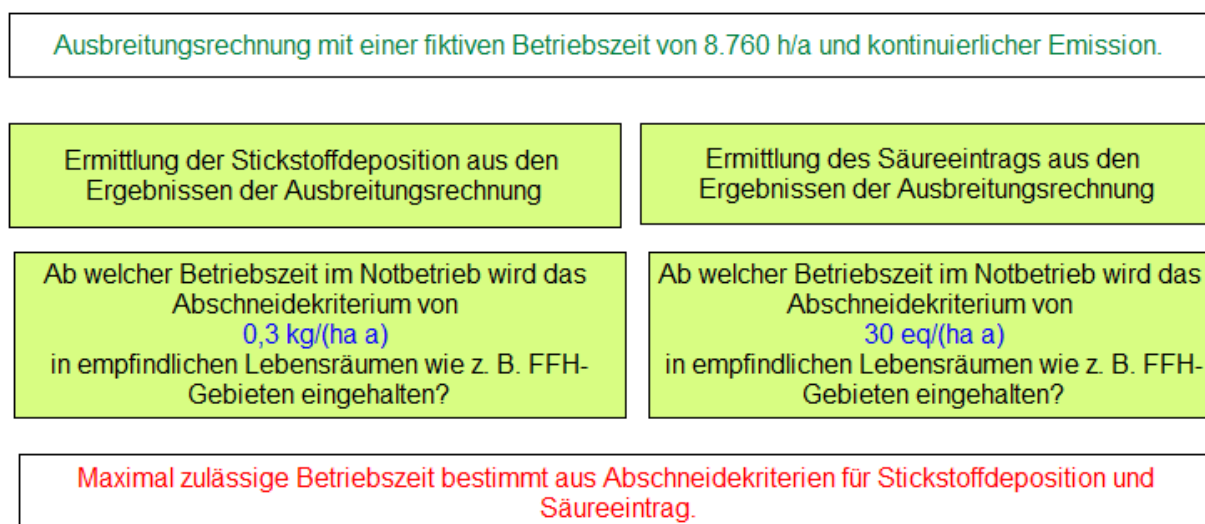 Ausbreitungsrechnung mit einer fiktiven Betriebszeit von 8.760 h/a und kontinuierlicher Emission.
Ermittlung der Stickstoffdeposition aus den
Ergebnissen der Ausbreitungsrechnung
Ermittlung des Säureeintrags aus den
Ergebnissen der Ausbreitungsrechnung
Ab welcher Betriebszeit im Notbetrieb wird das
Abschneidekriterium von
0,3 kg/(ha a)
in empfindlichen Lebensräumen wie z. B. FFH-
Gebieten eingehalten?
Ab welcher Betriebszeit im Notbetrieb wird das
Abschneidekriterium von
30 eq/(ha a)
in empfindlichen Lebensräumen wie z. B. FFH-
Gebieten eingehalten?
Maximal zulässige Betriebszeit bestimmt aus Abschneidekriterien für Stickstoffdeposition und
Säureeintrag.